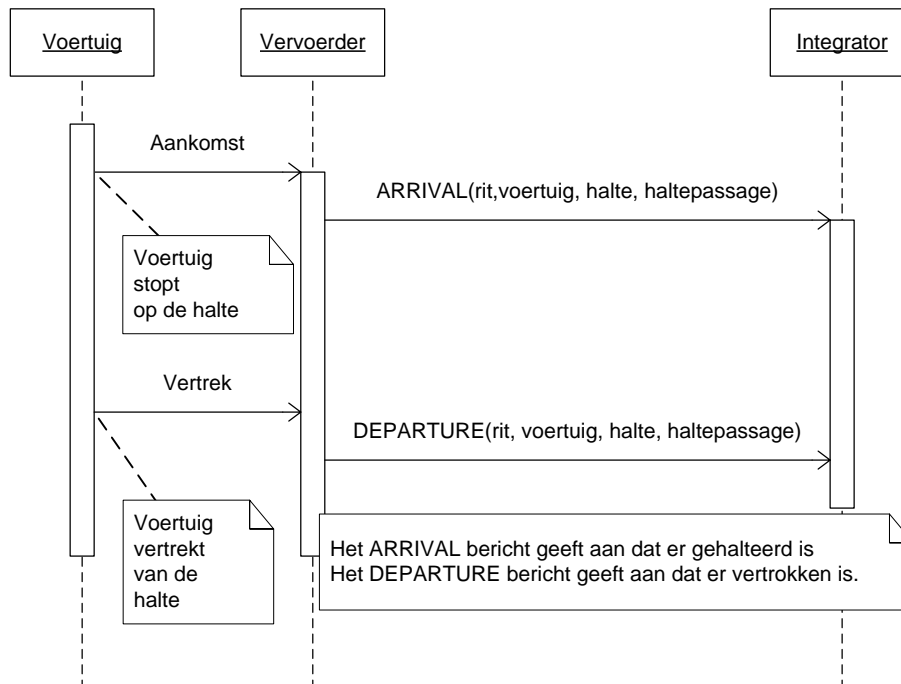 Voertuig
Vervoerder
Integrator
Aankomst
ARRIVAL(rit,voertuig, halte, haltepassage)
Voertuig
stopt
op de halte
Vertrek
DEPARTURE(rit, voertuig, halte, haltepassage)
Voertuig
vertrekt
van de
halte
Het ARRIVAL bericht geeft aan dat er gehalteerd is
Het DEPARTURE bericht geeft aan dat er vertrokken is.